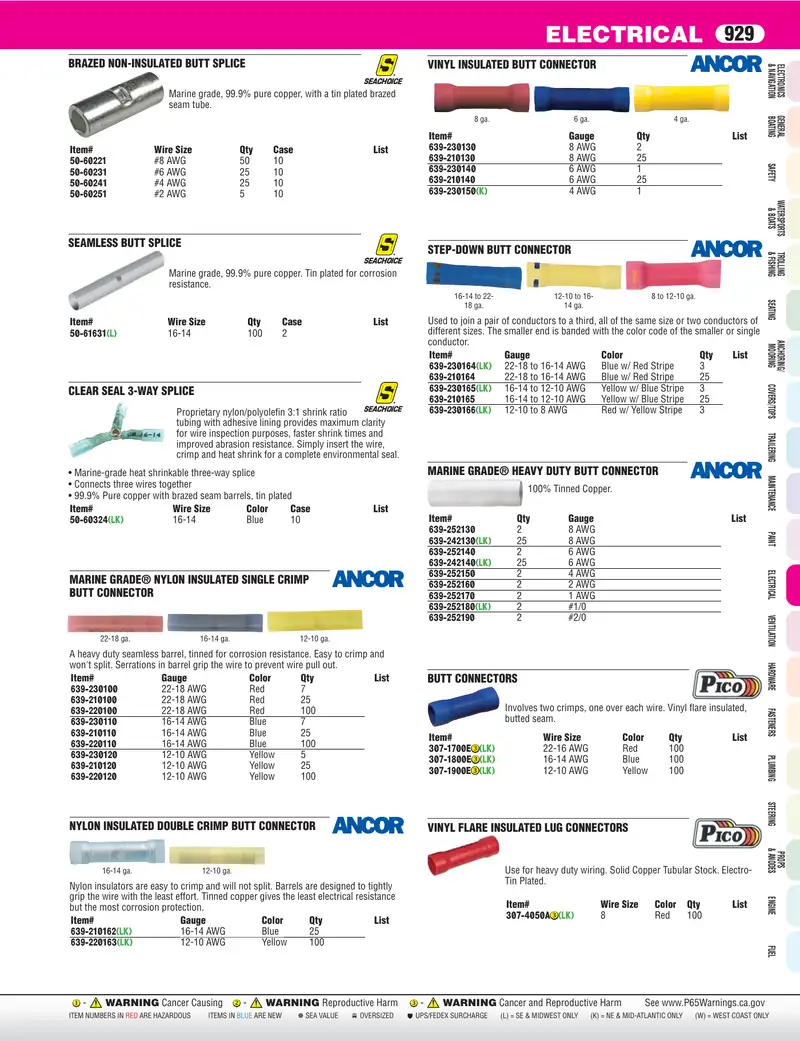 ELECTRICAL 929
BRAZED NON-INSULATED BUTT SPLICE
SEACHOICE
Marine grade, 99.9% pure copper, with a tin plated brazed
seam tube.
Item# Wire Size Qty Case List
50-60221 #8 AWG 50 10
50-60231 #6 AWG 25 10
50-60241 #4 AWG 25 10
50-60251 #2 AWG 5 10
SEAMLESS BUTT SPLICE
SEACHOICE
Marine grade, 99.9% pure copper. Tin plated for corrosion
resistance.
Item# Wire Size Qty Case List
50-61631(L) 16-14 100 2
CLEAR SEAL 3-WAY SPLICE
SEACHOICE
16-14
Proprietary nylon/polyolefin 3:1 shrink ratio
tubing with adhesive lining provides maximum clarity
for wire inspection purposes, faster shrink times and
improved abrasion resistance. Simply insert the wire,
crimp and heat shrink for a complete environmental seal.
• Marine-grade heat shrinkable three-way splice
• Connects three wires together
• 99.9% Pure copper with brazed seam barrels, tin plated
Item# Wire Size Color Case List
50-60324(LK) 16-14 Blue 10
MARINE GRADE® NYLON INSULATED SINGLE CRIMP
BUTT CONNECTOR
ANCOR
22-18 ga. 16-14 ga. 12-10 ga.
A heavy duty seamless barrel, tinned for corrosion resistance. Easy to crimp and
won't split. Serrations in barrel grip the wire to prevent wire pull out.
Item# Gauge Color Qty List
639-230100 22-18 AWG Red 7
639-210100 22-18 AWG Red 25
639-220100 22-18 AWG Red 100
639-230110 16-14 AWG Blue 7
639-210110 16-14 AWG Blue 25
639-220110 16-14 AWG Blue 100
639-230120 12-10 AWG Yellow 5
639-210120 12-10 AWG Yellow 25
639-220120 12-10 AWG Yellow 100
NYLON INSULATED DOUBLE CRIMP BUTT CONNECTOR
ANCOR
16-14 ga. 12-10 ga.
Nylon insulators are easy to crimp and will not split. Barrels are designed to tightly
grip the wire with the least effort. Tinned copper gives the least electrical resistance
but the most corrosion protection.
Item# Gauge Color Qty List
639-210162(LK) 16-14 AWG Blue 25
639-220163(LK) 12-10 AWG Yellow 100
VINYL INSULATED BUTT CONNECTOR
ANCOR
8 ga. 6 ga. 4 ga.
Item# Gauge Qty List
639-230130 8 AWG 2
639-210130 8 AWG 25
639-230140 6 AWG 1
639-210140 6 AWG 25
639-230150(K) 4 AWG 1
STEP-DOWN BUTT CONNECTOR
ANCOR
16-14 to 22-
18 ga.
12-10 to 16-
14 ga.
8 to 12-10 ga.
Used to join a pair of conductors to a third, all of the same size or two conductors of
different sizes. The smaller end is banded with the color code of the smaller or single
conductor.
Item# Gauge Color Qty List
639-230164(LK) 22-18 to 16-14 AWG Blue w/ Red Stripe 3
639-210164 22-18 to 16-14 AWG Blue w/ Red Stripe 25
639-230165(LK) 16-14 to 12-10 AWG Yellow w/ Blue Stripe 3
639-210165 16-14 to 12-10 AWG Yellow w/ Blue Stripe 25
639-230166(LK) 12-10 to 8 AWG Red w/ Yellow Stripe 3
MARINE GRADE® HEAVY DUTY BUTT CONNECTOR
ANCOR
100% Tinned Copper.
Item# Qty Gauge List
639-252130 2 8 AWG
639-242130(LK) 25 8 AWG
639-252140 2 6 AWG
639-242140(LK) 25 6 AWG
639-252150 2 4 AWG
639-252160 2 2 AWG
639-252170 2 1 AWG
639-252180(LK) 2 #1/0
639-252190 2 #2/0
BUTT CONNECTORS
PICO
Involves two crimps, one over each wire. Vinyl flare insulated,
butted seam.
Item# Wire Size Color Qty List
307-1700E3(LK) 22-16 AWG Red 100
307-1800E3(LK) 16-14 AWG Blue 100
307-1900E3(LK) 12-10 AWG Yellow 100
VINYL FLARE INSULATED LUG CONNECTORS
PICO
Use for heavy duty wiring. Solid Copper Tubular Stock. Electro-
Tin Plated.
Item# Wire Size Color Qty List
307-4050A3(LK) 8 Red 100
ELECTRONICS
& NAVIGATION
GENERAL
BOATING
SAFETY
WATERSPORTS
& BOATS
TROLLING
& FISHING
SEATING
ANCHORING/
MOORING
COVERS/TOPS
TRAILERING
MAINTENANCE
PAINT
ELECTRICAL
VENTILATION
HARDWARE
FASTENERS
PLUMBING
STEERING
PROPS
& ANODES
ENGINE
FUEL
1 - WARNING Cancer Causing 2 - WARNING Reproductive Harm 3 - WARNING Cancer and Reproductive Harm See www.P65Warnings.ca.gov
ITEM NUMBERS IN RED ARE HAZARDOUS ITEMS IN BLUE ARE NEW SEA VALUE OVERSIZED UPS/FEDEX SURCHARGE (L) = SE & MIDWEST ONLY (K) = NE & MID-ATLANTIC ONLY (W) = WEST COAST ONLY